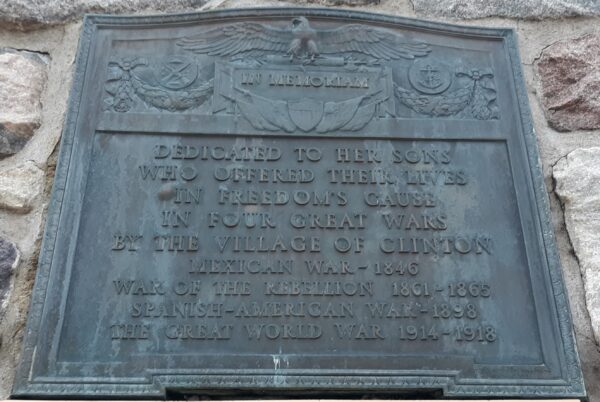 IN MEMORIAM
DEDICATED TO HER SONS
WHO OFFERED THEIR LIVES
IN FREEDOM'S CAUSE
IN FOUR GREAT WARS
BY THE VILLAGE OF CLINTON
MEXICAN WAR - 1846
WAR OF THE REBELLION 1861-1865
SPANISH-AMERICAN WAR - 1898
THE GREAT WORLD WAR 1914-1918